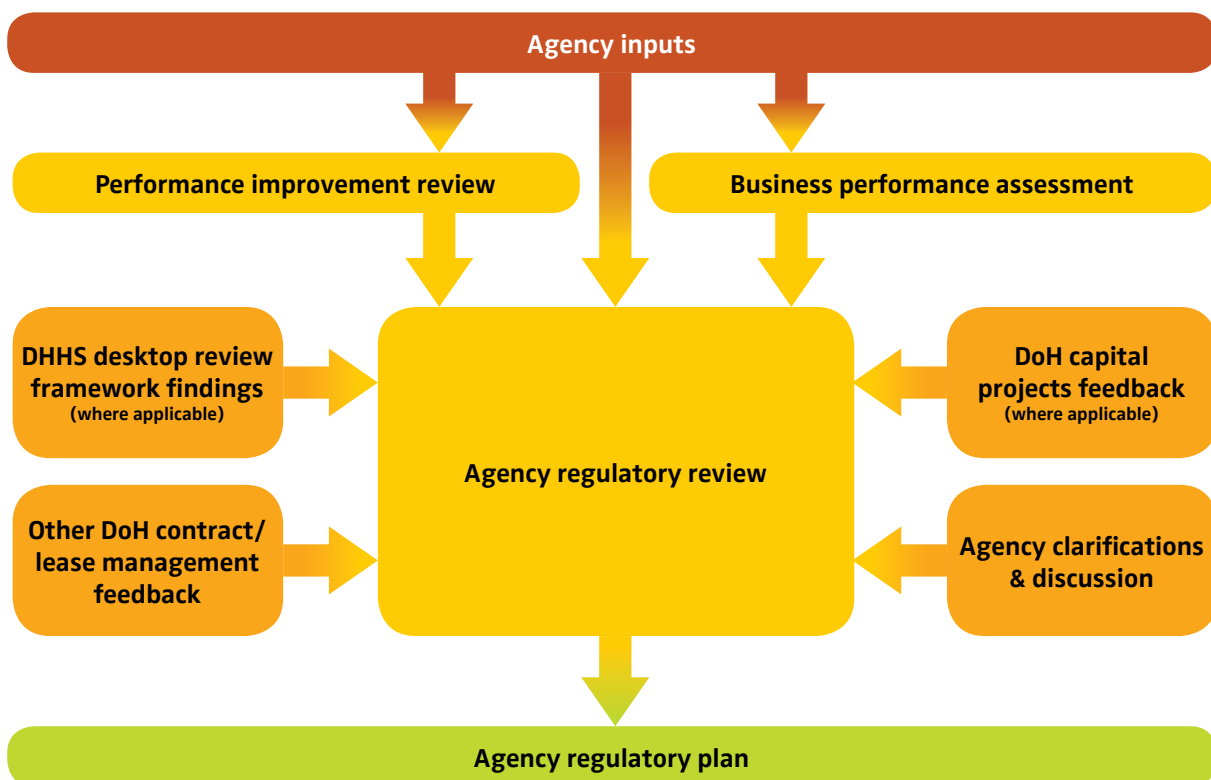 Agency inputs
Performance improvement review
Business performance assessment
DHHS desktop review
framework findings
(where applicable)
DoH capital
projects feedback
(where applicable)
Agency regulatory review
Other DoH contract/
lease management
feedback
Agency clarifications
& discussion
Agency regulatory plan